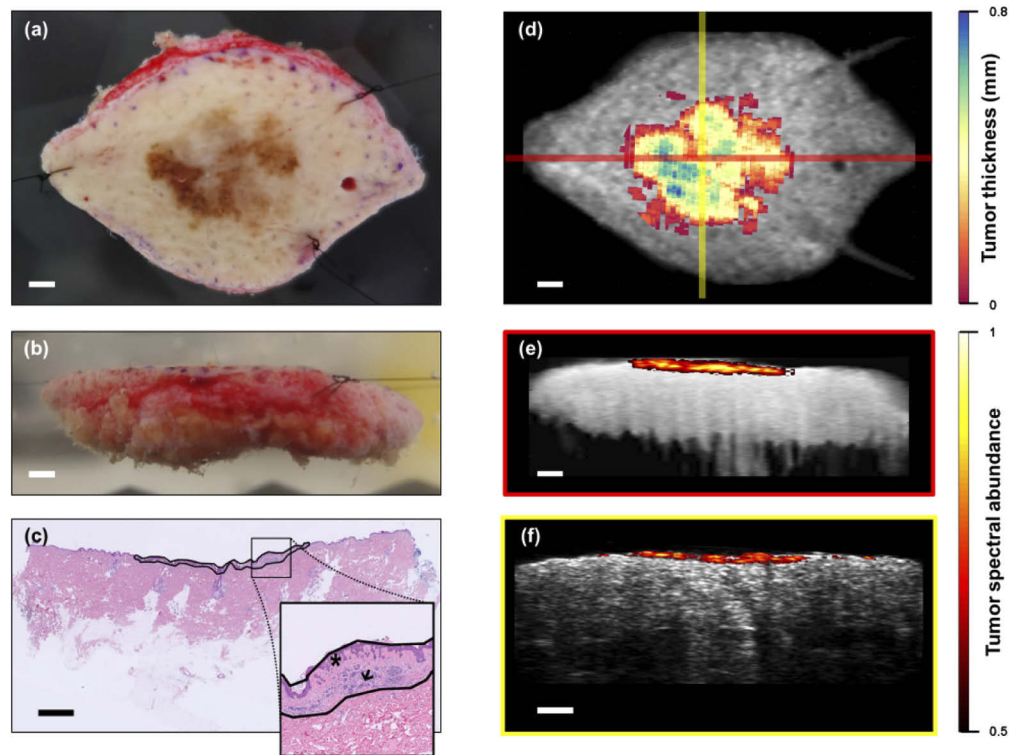 (a)
(d)
0.8
Tumor thickness (mm)
0
(b)
(e)
1
Tumor spectral abundance
(c)
*
(f)
0.5